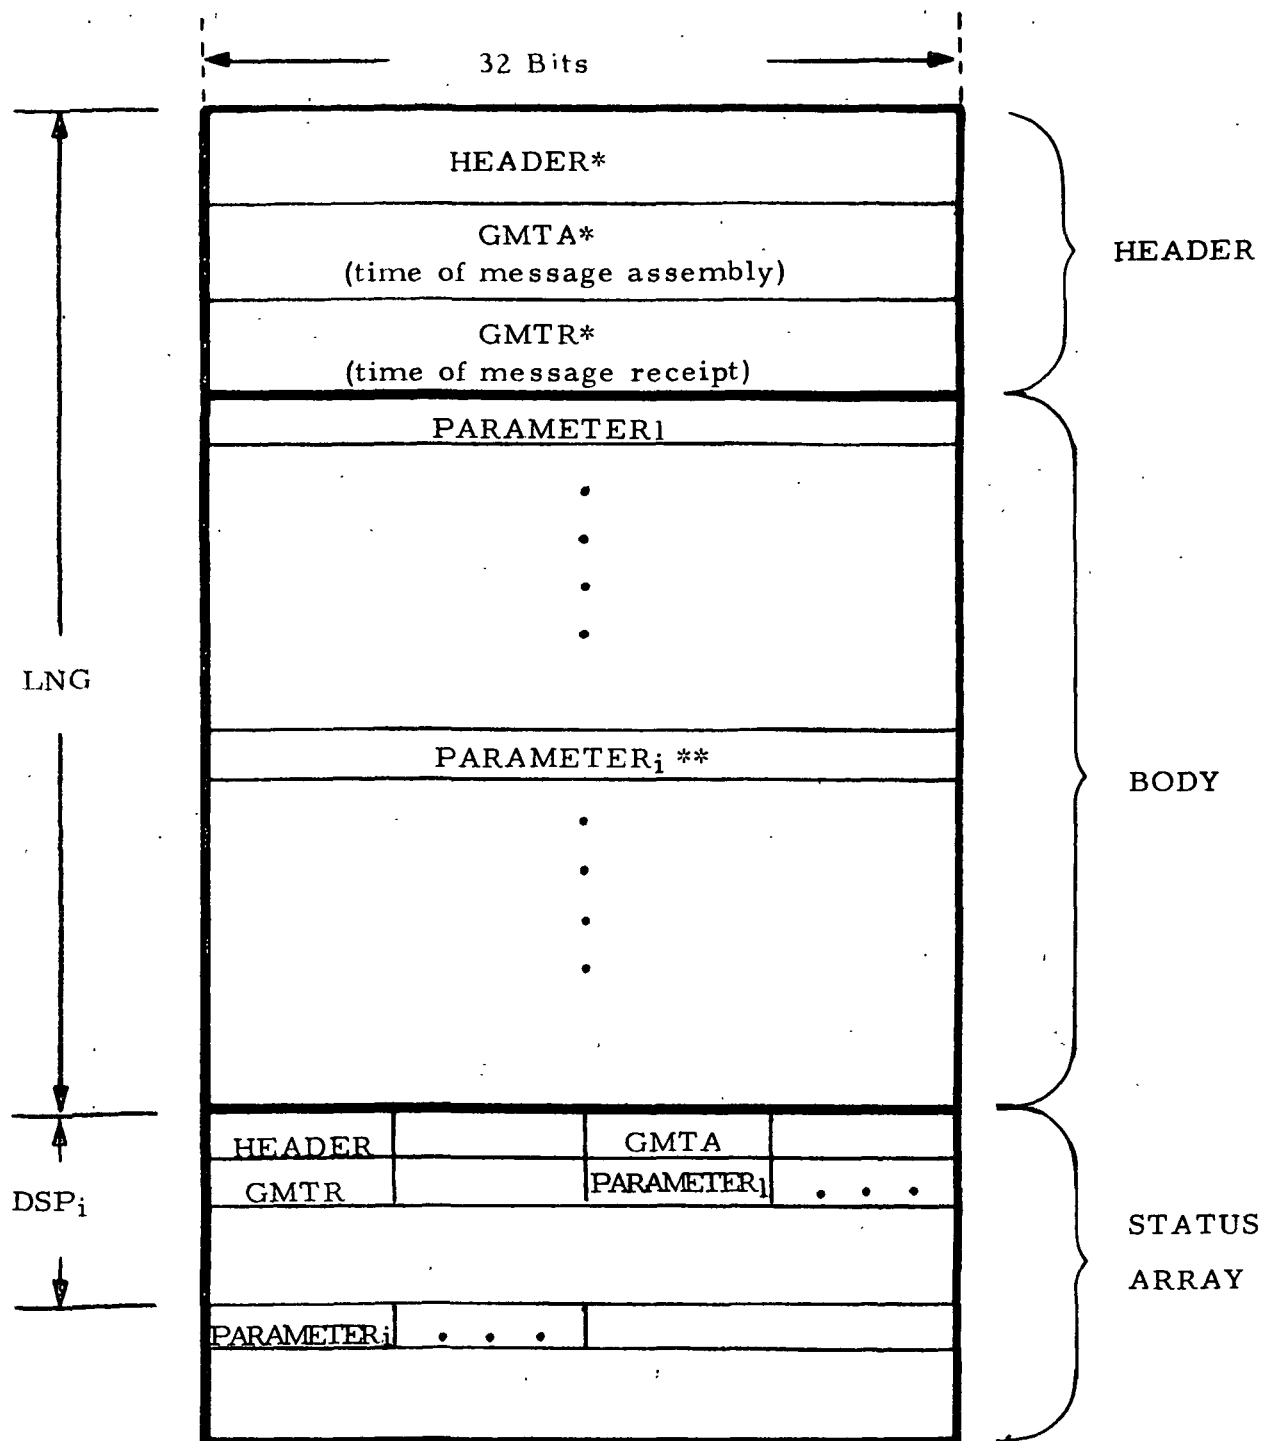 32 Bits
HEADER*
GMTA*
(time of message assembly)
HEADER
GMTR*
(time of message receipt)
PARAMETER1
LNG
PARAMETERi **
BODY
HEADER GMTA
GMTR PARAMETER1 . . .
DSPi
STATUS
ARRAY
PARAMETERi . . .